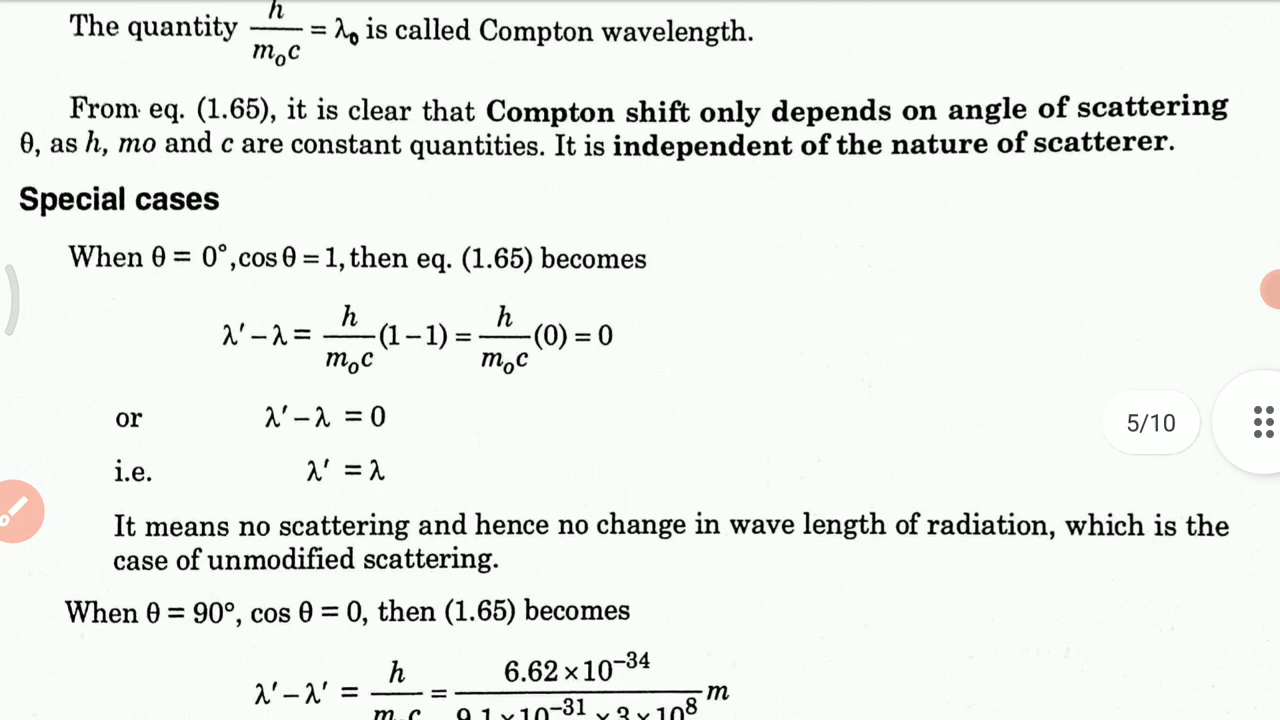 The quantity h/mₒc = λ₀ is called Compton wavelength.
From eq. (1.65), it is clear that Compton shift only depends on angle of scattering
θ, as h, mo and c are constant quantities. It is independent of the nature of scatterer.
Special cases
When θ = 0°, cos θ = 1, then eq. (1.65) becomes
λ′ – λ = h/mₒc (1 – 1) = h/mₒc (0) = 0
or λ′ – λ = 0
i.e. λ′ = λ
5/10
It means no scattering and hence no change in wave length of radiation, which is the
case of unmodified scattering.
When θ = 90°, cos θ = 0, then (1.65) becomes
λ′ – λ′ = h/mₒc = 6.62 × 10⁻³⁴/9.1 × 10⁻³¹ × 3 × 10⁸ m